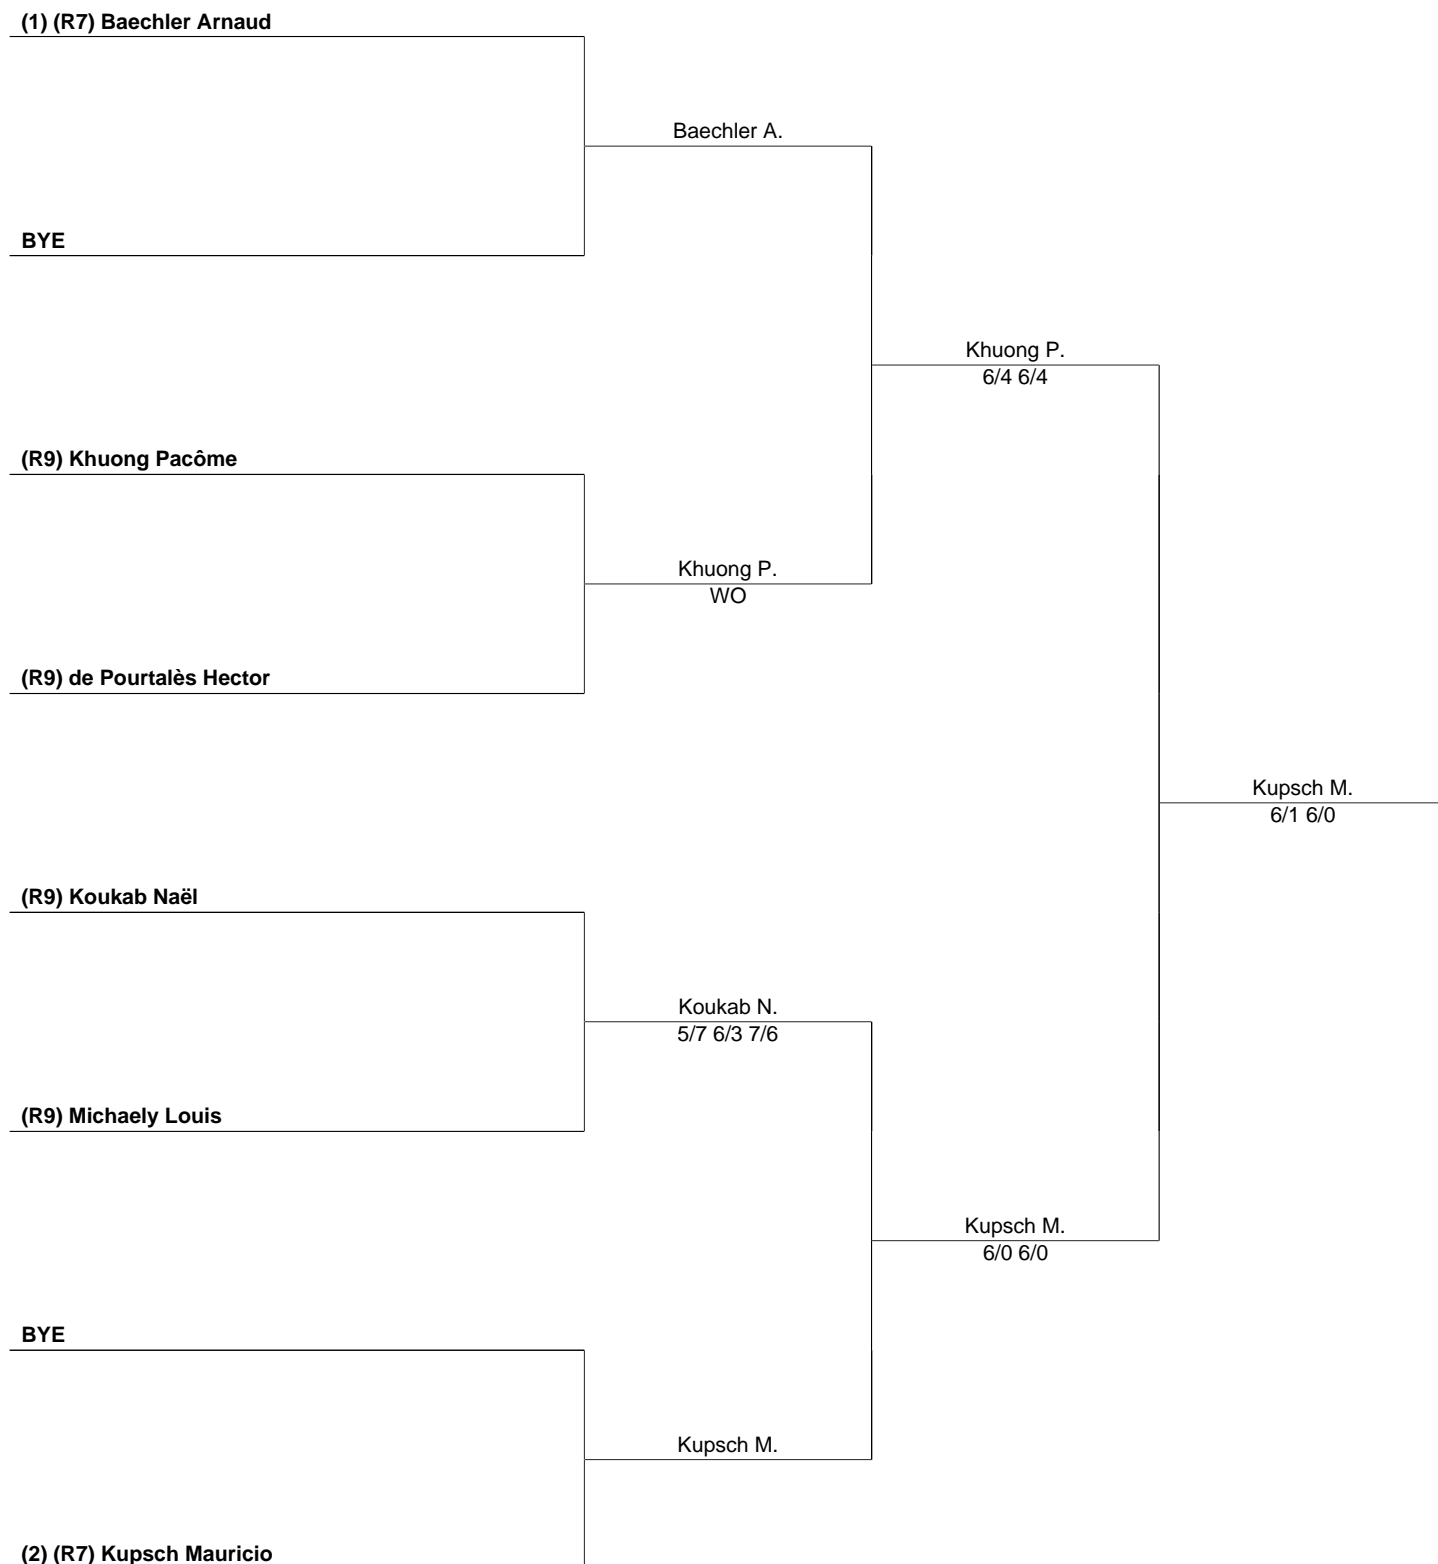 (1) (R7) Baechler Arnaud
Baechler A.
BYE
Khuong P.
6/4 6/4
(R9) Khuong Pacôme
Khuong P.
WO
(R9) de Pourtalès Hector
Kupsch M.
6/1 6/0
(R9) Koukab Naël
Koukab N.
5/7 6/3 7/6
(R9) Michaely Louis
Kupsch M.
6/0 6/0
BYE
Kupsch M.
(2) (R7) Kupsch Mauricio